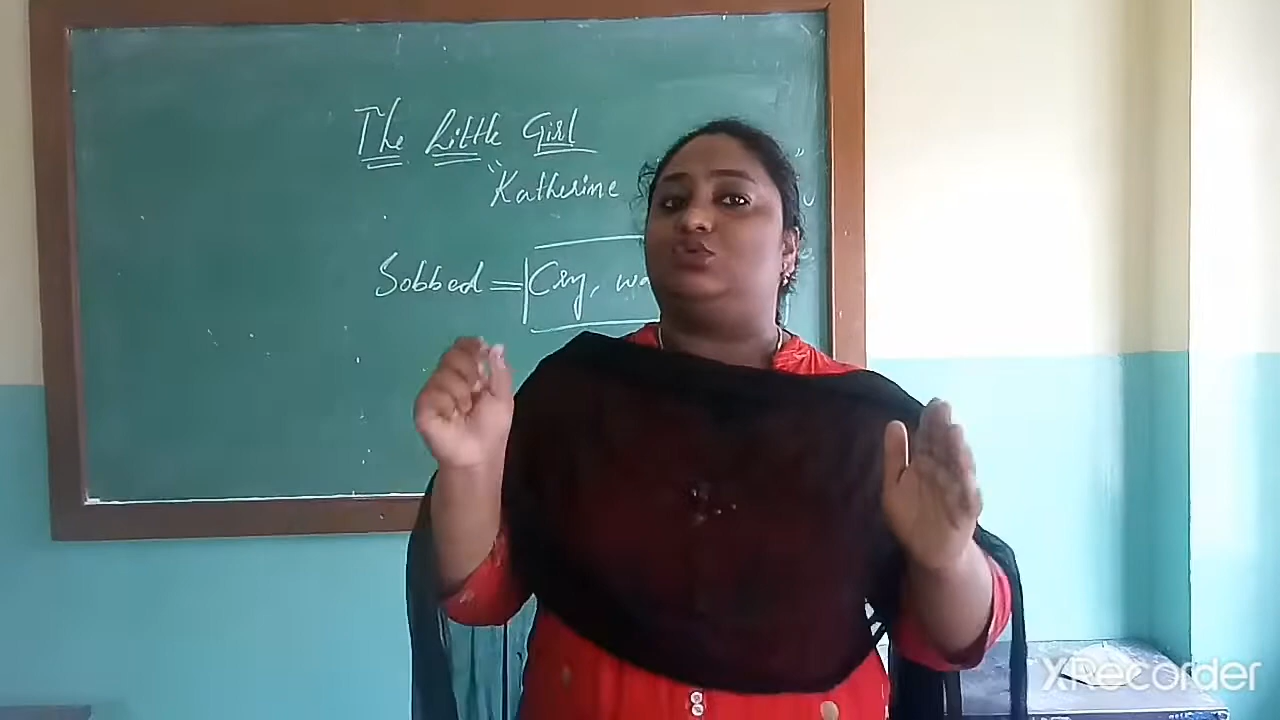 The Little Girl
"Katherine
Sobbed = Cry,
XRecorder